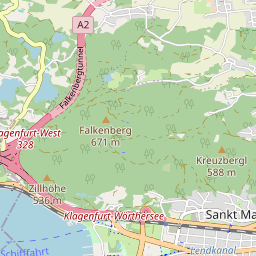 A2
Falkenbergtunnel
Klagenfurt-West
328
Falkenberg
671 m
Kreuzbergl
588 m
Zillhöhe
536 m
Klagenfurt-Wörthersee
Sankt Ma
Schifffahrt
Lendkanal